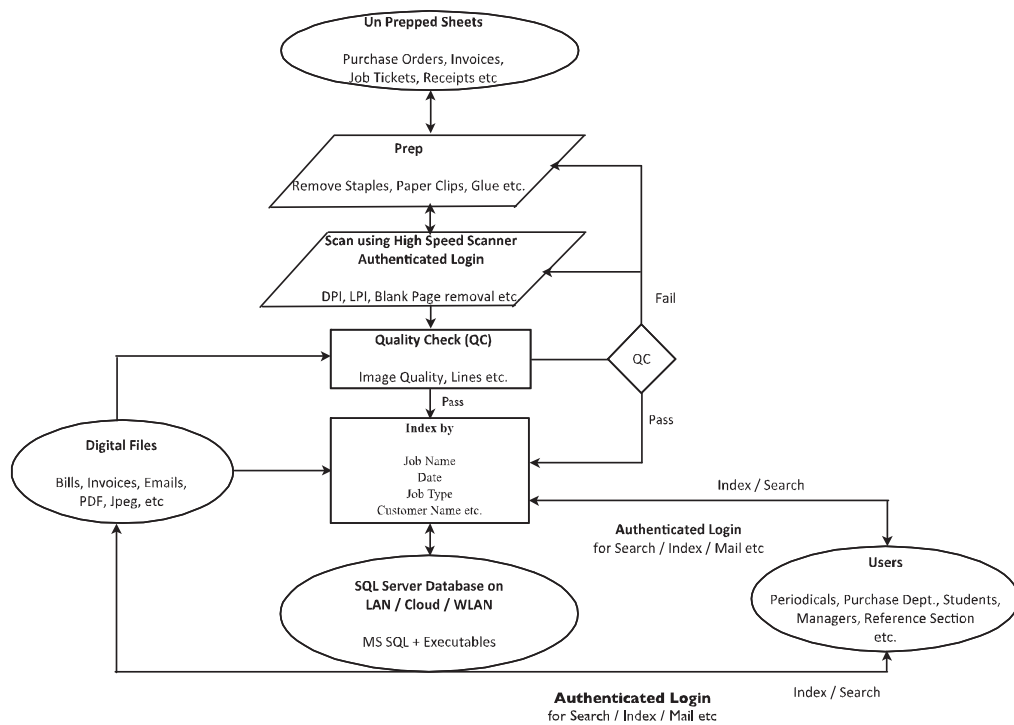 Un Prepped Sheets
Purchase Orders, Invoices,
Job Tickets, Receipts etc
Prep
Remove Staples, Paper Clips, Glue etc.
Scan using High Speed Scanner
Authenticated Login
DPI, LPI, Blank Page removal etc.
Fail
Quality Check (QC)
Image Quality, Lines etc.
QC
Pass
Pass
Index by
Job Name
Date
Job Type
Customer Name etc.
Digital Files
Bills, Invoices, Emails,
PDF, Jpeg, etc
Index / Search
Authenticated Login
for Search / Index / Mail etc
Users
Periodicals, Purchase Dept., Students,
Managers, Reference Section
etc.
SQL Server Database on
LAN / Cloud / WLAN
MS SQL + Executables
Index / Search
Authenticated Login
for Search / Index / Mail etc